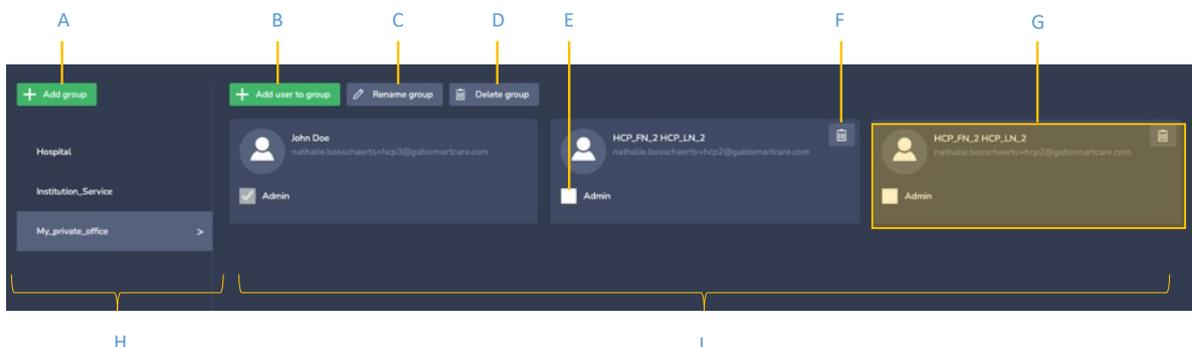 A B C D E F G
Add group Add user to group Rename group Delete group
John Doe HCP_FN_2 HCP_LN_2 HCP_FN_2 HCP_LN_2
nathalie.bosschaerts+hcp3@gabismartcare.com nathalie.bosschaerts+hcp2@gabismartcare.com nathalie.bosschaerts+hcp2@gabismartcare.com
Hospital
Institution_Service Admin Admin Admin
My_private_office >
H I